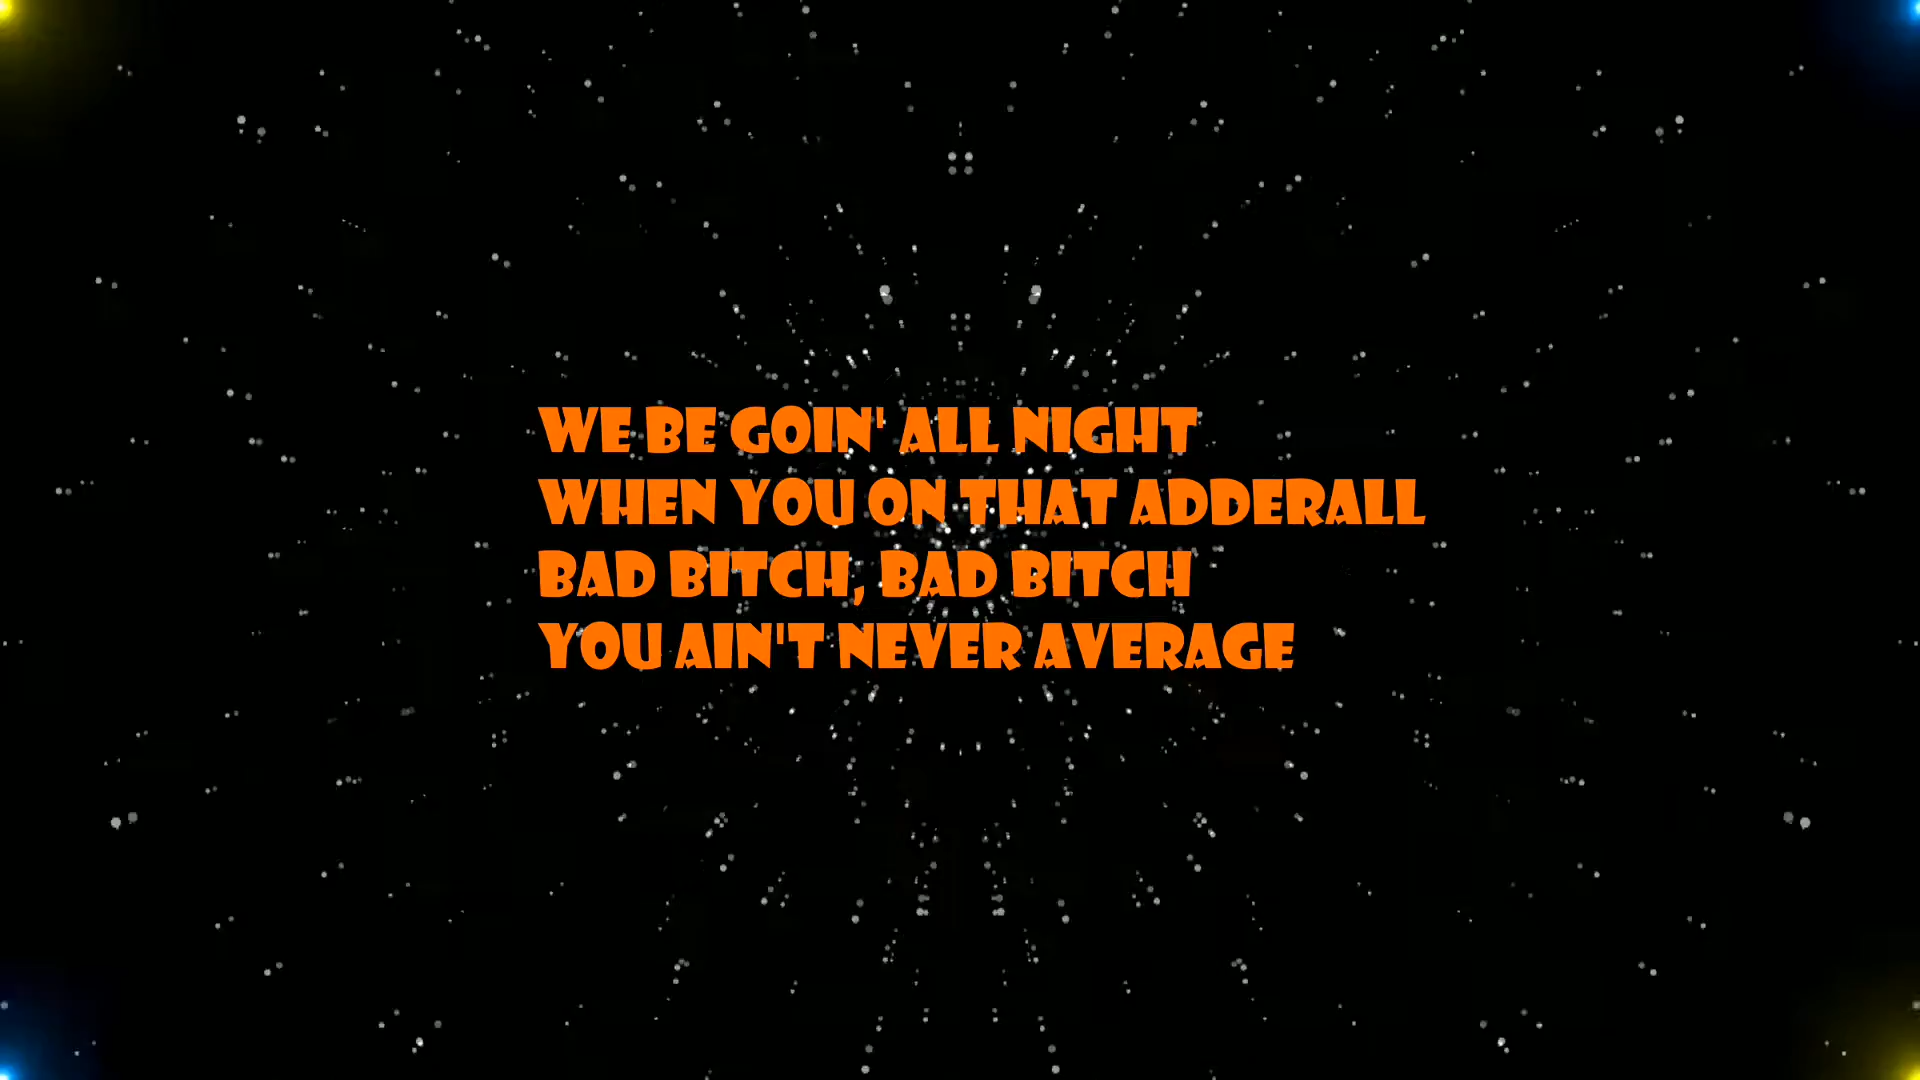 WE BE GOIN' ALL NIGHT
WHEN YOU ON THAT ADDERALL
BAD BITCH, BAD BITCH
YOU AIN'T NEVER AVERAGE